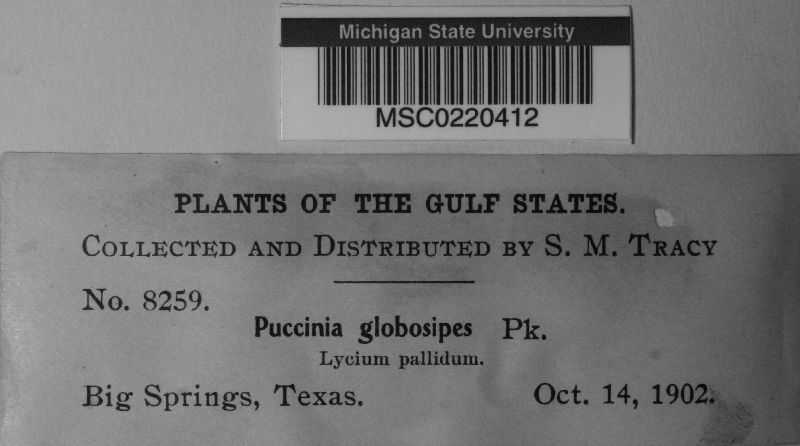 Michigan State University
MSC0220412
PLANTS OF THE GULF STATES.
COLLECTED AND DISTRIBUTED BY S. M. TRACY
No. 8259.
Puccinia globosipes Pk.
Lycium pallidum.
Big Springs, Texas. Oct. 14, 1902.